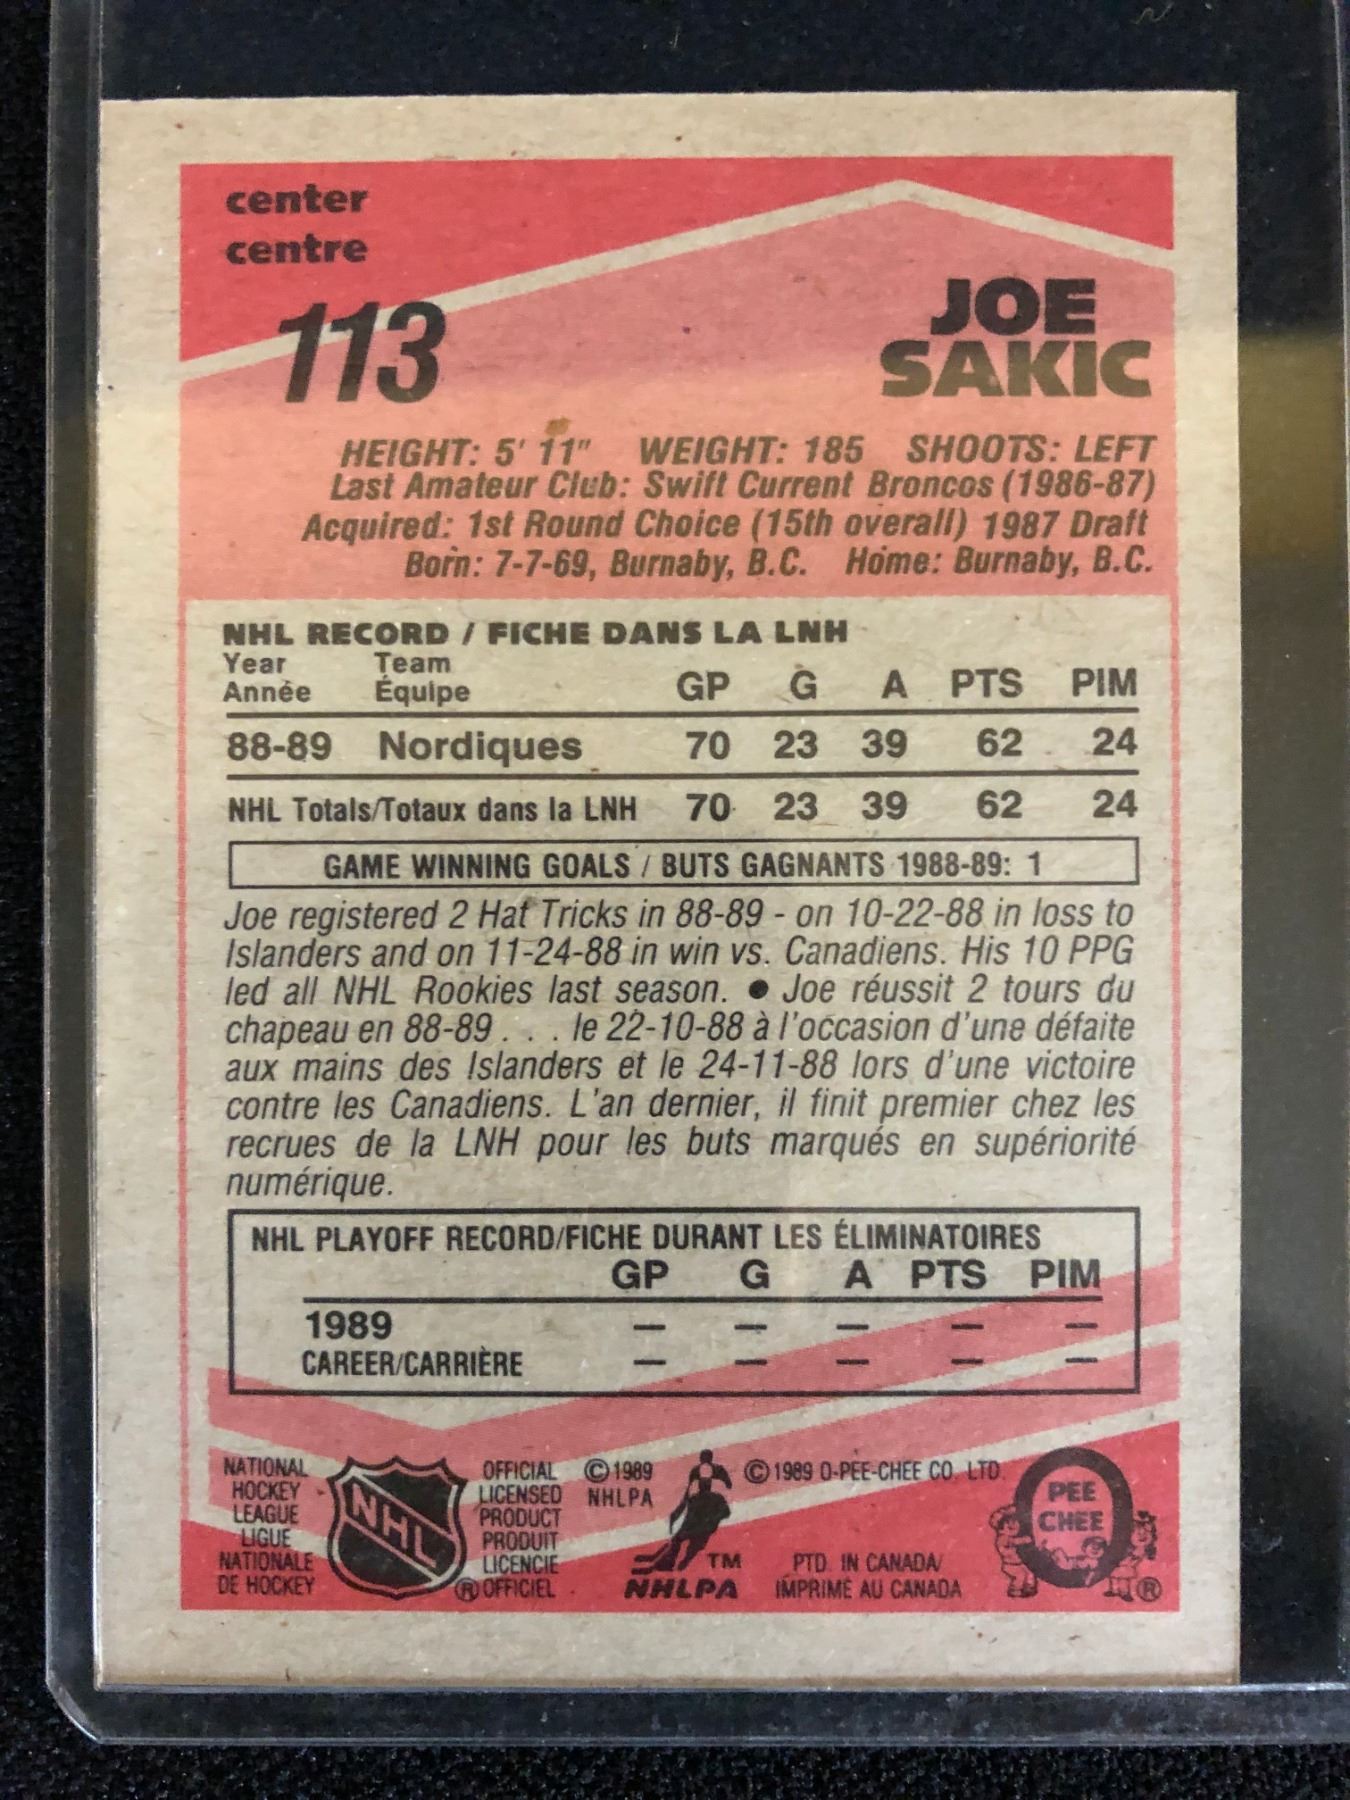 center
centre
113
JOE
SAKIC
HEIGHT: 5' 11" WEIGHT: 185 SHOOTS: LEFT
Last Amateur Club: Swift Current Broncos (1986-87)
Acquired: 1st Round Choice (15th overall) 1987 Draft
Born: 7-7-69, Burnaby, B.C. Home: Burnaby, B.C.
NHL RECORD / FICHE DANS LA LNH
Year Team
Année Équipe GP G A PTS PIM
88-89 Nordiques 70 23 39 62 24
NHL Totals/Totaux dans la LNH 70 23 39 62 24
GAME WINNING GOALS / BUTS GAGNANTS 1988-89: 1
Joe registered 2 Hat Tricks in 88-89 - on 10-22-88 in loss to
Islanders and on 11-24-88 in win vs. Canadiens. His 10 PPG
led all NHL Rookies last season. ● Joe réussit 2 tours du
chapeau en 88-89 . . . le 22-10-88 à l'occasion d'une défaite
aux mains des Islanders et le 24-11-88 lors d'une victoire
contre les Canadiens. L'an dernier, il finit premier chez les
recrues de la LNH pour les buts marqués en supériorité
numérique.
NHL PLAYOFF RECORD/FICHE DURANT LES ÉLIMINATOIRES
GP G A PTS PIM
1989 — — — — —
CAREER/CARRIÈRE — — — — —
NATIONAL
HOCKEY
LEAGUE
LIGUE
NATIONALE
DE HOCKEY
NHL
®
OFFICIAL
LICENSED
PRODUCT
PRODUIT
LICENCIE
OFFICIEL
©1989
NHLPA
TM
NHLPA
©1989 O-PEE-CHEE CO. LTD.
PTD. IN CANADA/
IMPRIMÉ AU CANADA
PEE
CHEE
®